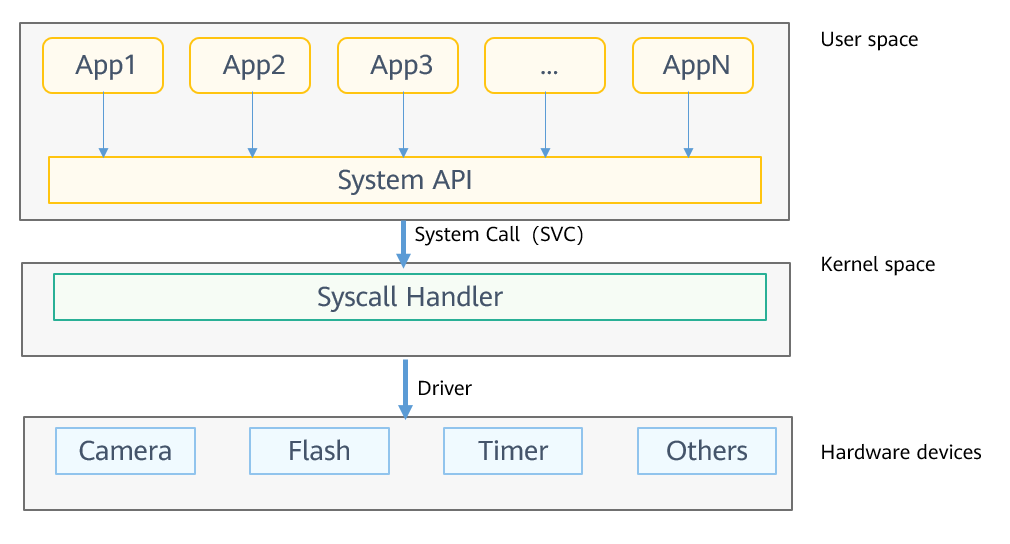 User space
App1
App2
App3
...
AppN
System API
System Call (SVC)
Kernel space
Syscall Handler
Driver
Camera
Flash
Timer
Others
Hardware devices